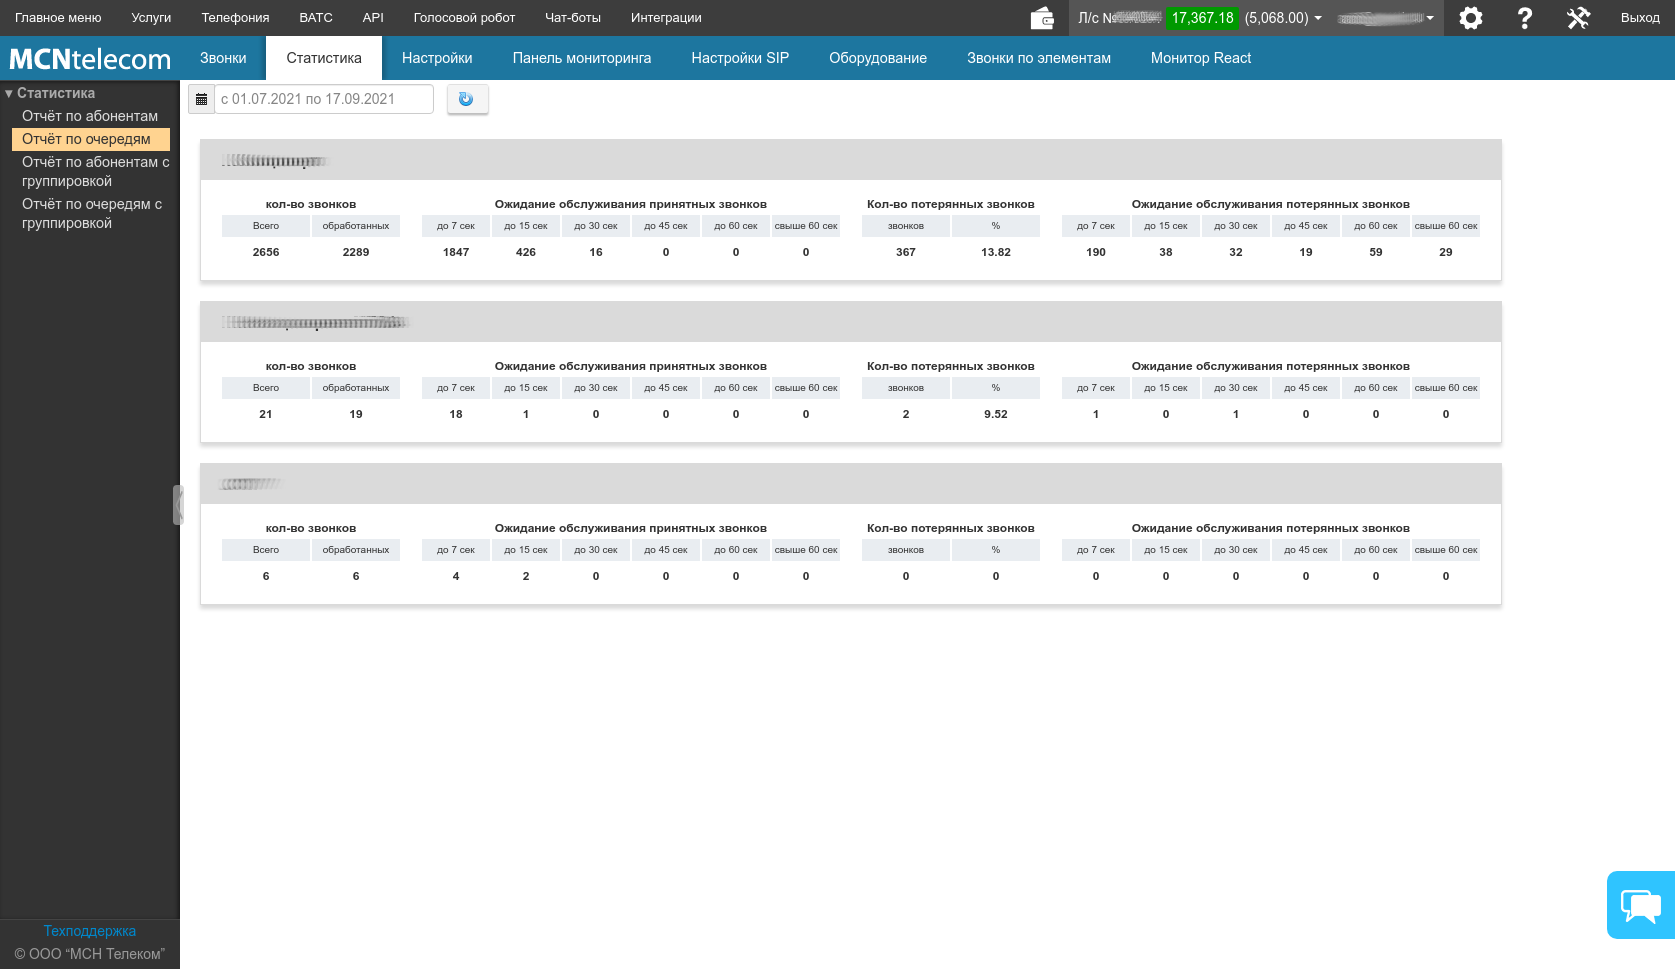 Главное меню Услуги Телефония ВАТС API Голосовой робот Чат-боты Интеграции Л/с № 17,367.18 (5,068.00) Выход
MCNtelecom Звонки Статистика Настройки Панель мониторинга Настройки SIP Оборудование Звонки по элементам Монитор React
Статистика
Отчёт по абонентам
Отчёт по очередям
Отчёт по абонентам с
группировкой
Отчёт по очередям с
группировкой
с 01.07.2021 по 17.09.2021
кол-во звонков Ожидание обслуживания принятных звонков Кол-во потерянных звонков Ожидание обслуживания потерянных звонков
Всего обработанных до 7 сек до 15 сек до 30 сек до 45 сек до 60 сек свыше 60 сек звонков % до 7 сек до 15 сек до 30 сек до 45 сек до 60 сек свыше 60 сек
2656 2289 1847 426 16 0 0 0 367 13.82 190 38 32 19 59 29
кол-во звонков Ожидание обслуживания принятных звонков Кол-во потерянных звонков Ожидание обслуживания потерянных звонков
Всего обработанных до 7 сек до 15 сек до 30 сек до 45 сек до 60 сек свыше 60 сек звонков % до 7 сек до 15 сек до 30 сек до 45 сек до 60 сек свыше 60 сек
21 19 18 1 0 0 0 0 2 9.52 1 0 1 0 0 0
кол-во звонков Ожидание обслуживания принятных звонков Кол-во потерянных звонков Ожидание обслуживания потерянных звонков
Всего обработанных до 7 сек до 15 сек до 30 сек до 45 сек до 60 сек свыше 60 сек звонков % до 7 сек до 15 сек до 30 сек до 45 сек до 60 сек свыше 60 сек
6 6 4 2 0 0 0 0 0 0 0 0 0 0 0 0
Техподдержка
© ООО “МСН Телеком”